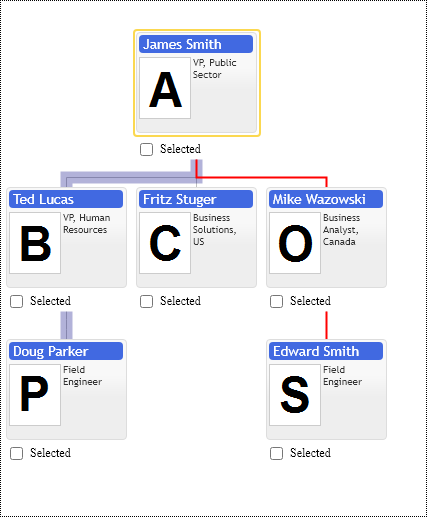 James Smith
A
VP, Public
Sector
Selected
Ted Lucas
B
VP, Human
Resources
Selected
Fritz Stuger
C
Business
Solutions,
US
Selected
Mike Wazowski
O
Business
Analyst,
Canada
Selected
Doug Parker
P
Field
Engineer
Selected
Edward Smith
S
Field
Engineer
Selected